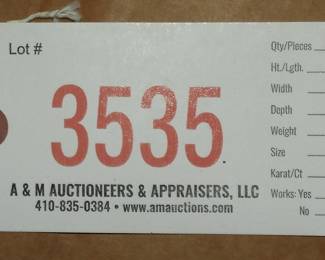 Lot #
3535
A & M AUCTIONEERS & APPRAISERS, LLC
410-835-0384 • www.amauctions.com
Qty/Pieces
Ht./Lgth.
Width
Depth
Weight
Size
Karat/Ct
Works: Yes
No